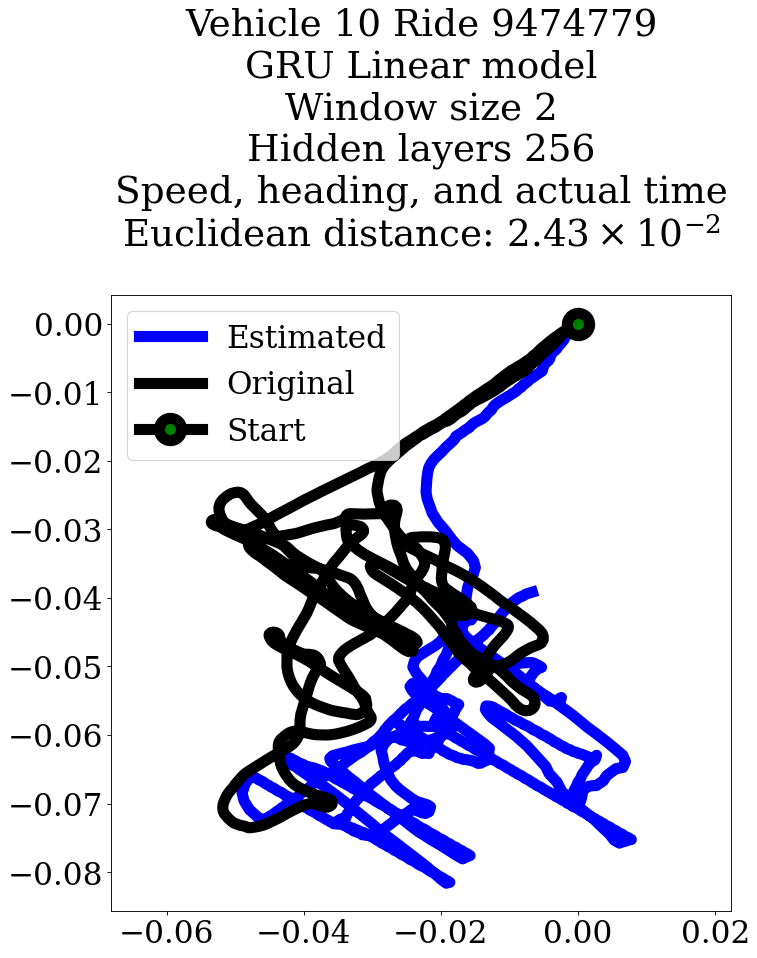 Vehicle 10 Ride 9474779
GRU Linear model
Window size 2
Hidden layers 256
Speed, heading, and actual time
Euclidean distance: 2.43 × 10⁻²
Estimated
Original
Start
0.00
−0.01
−0.02
−0.03
−0.04
−0.05
−0.06
−0.07
−0.08
−0.06 −0.04 −0.02 0.00 0.02